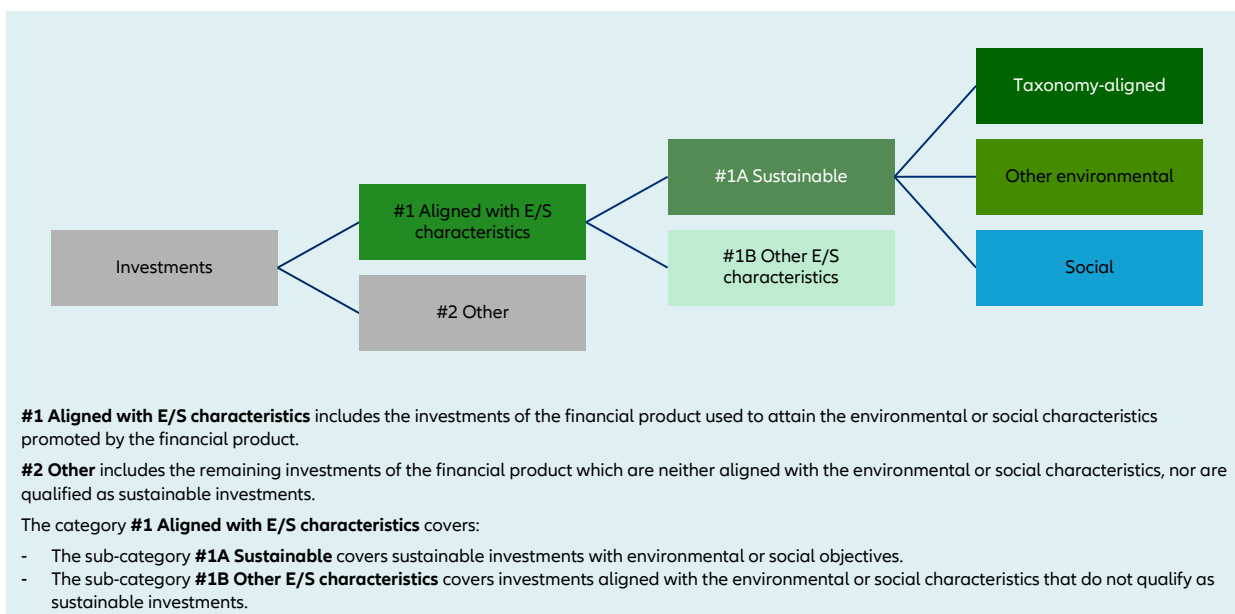 Taxonomy-aligned
#1A Sustainable
Other environmental
#1 Aligned with E/S
characteristics
#1B Other E/S
characteristics
Investments
Social
#2 Other
#1 Aligned with E/S characteristics includes the investments of the financial product used to attain the environmental or social characteristics
promoted by the financial product.
#2 Other includes the remaining investments of the financial product which are neither aligned with the environmental or social characteristics, nor are
qualified as sustainable investments.
The category #1 Aligned with E/S characteristics covers:
- The sub-category #1A Sustainable covers sustainable investments with environmental or social objectives.
- The sub-category #1B Other E/S characteristics covers investments aligned with the environmental or social characteristics that do not qualify as
sustainable investments.